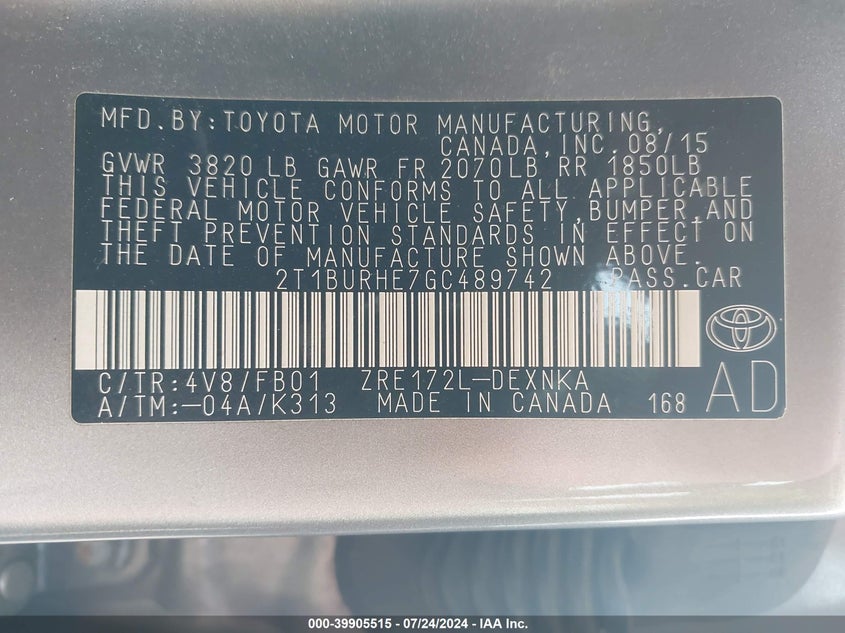 MFD.BY:TOYOTA MOTOR MANUFACTURING,
CANADA,INC.08/15
GVWR 3820 LB GAWR FR 2070LB RR 1850LB
THIS VEHICLE CONFORMS TO ALL APPLICABLE
FEDERAL MOTOR VEHICLE SAFETY,BUMPER,AND
THEFT PREVENTION STANDARDS IN EFFECT ON
THE DATE OF MANUFACTURE SHOWN ABOVE.
2T1BURHE7GC489742 PASS.CAR
C/TR:4V8/FB01 ZRE172L-DEXNKA
A/TM:-04A/K313 MADE IN CANADA 168 AD
000-39905515 / 07/24/2024 - IAA Inc.